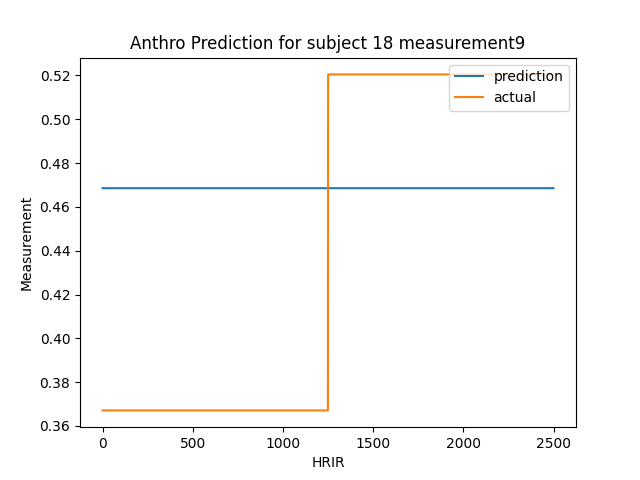 Anthro Prediction for subject 18 measurement9
prediction
actual
Measurement
0.52
0.50
0.48
0.46
0.44
0.42
0.40
0.38
0.36
0 500 1000 1500 2000 2500
HRIR